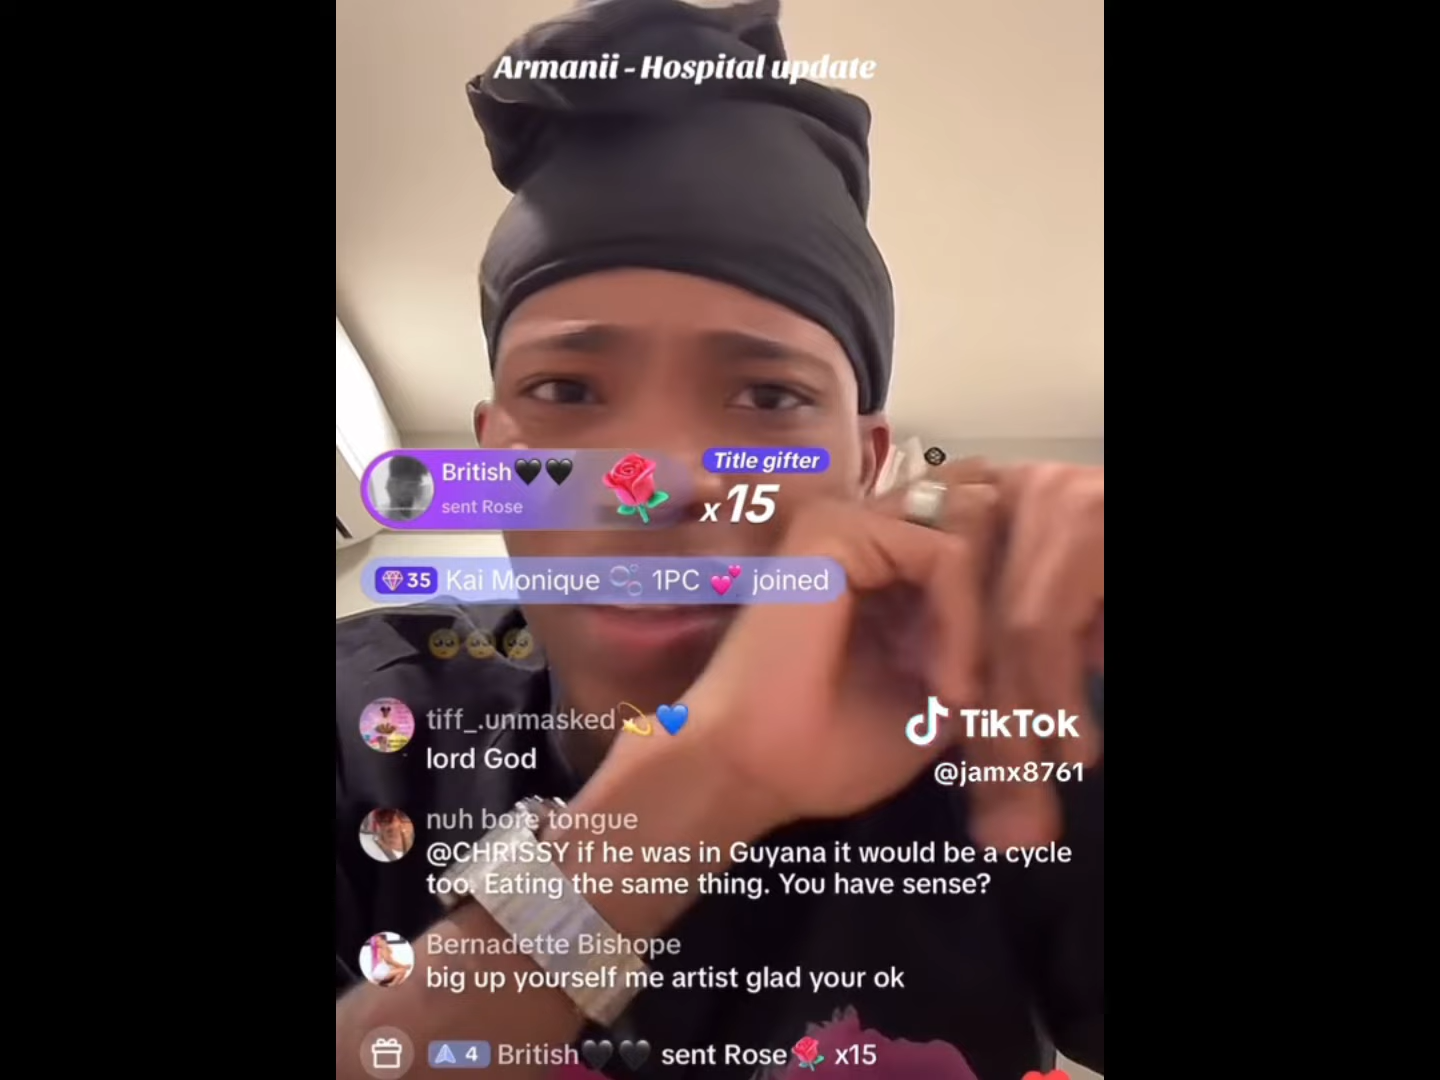 Armanii - Hospital update
British🖤🖤
sent Rose
Title gifter
x15
35 Kai Monique 🫧 1PC 💕 joined
🥺🥺🥺
tiff_.unmasked💫💙
lord God
TikTok
@jamx8761
nuh bore tongue
@CHRISSY if he was in Guyana it would be a cycle
too. Eating the same thing. You have sense?
Bernadette Bishope
big up yourself me artist glad your ok
4 British🖤🖤 sent Rose🌹 x15